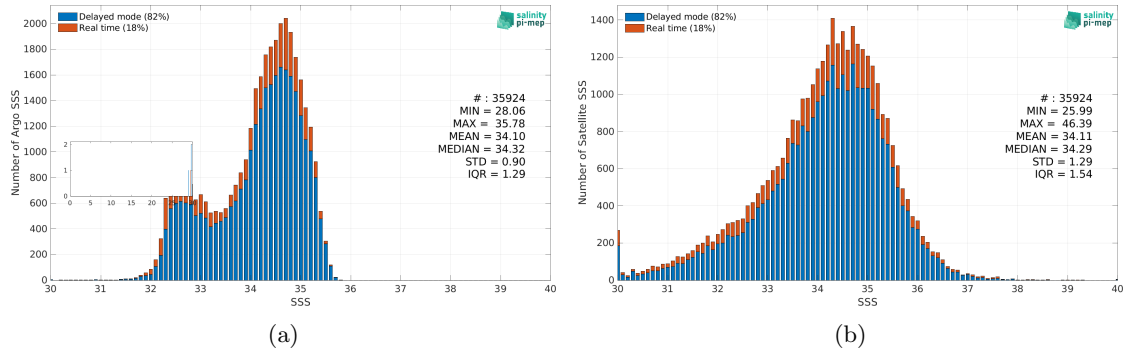 Delayed mode (82%)
Real time (18%)
salinity
pi-mep
# : 35924
MIN = 28.06
MAX = 35.78
MEAN = 34.10
MEDIAN = 34.32
STD = 0.90
IQR = 1.29
Number of Argo SSS
2000
1800
1600
1400
1200
1000
800
600
400
200
0
2
1
0
0 5 10 15 20 25
30 31 32 33 34 35 36 37 38 39 40
SSS
(a)
Delayed mode (82%)
Real time (18%)
salinity
pi-mep
# : 35924
MIN = 25.99
MAX = 46.39
MEAN = 34.11
MEDIAN = 34.29
STD = 1.29
IQR = 1.54
Number of Satellite SSS
1400
1200
1000
800
600
400
200
0
30 31 32 33 34 35 36 37 38 39 40
SSS
(b)